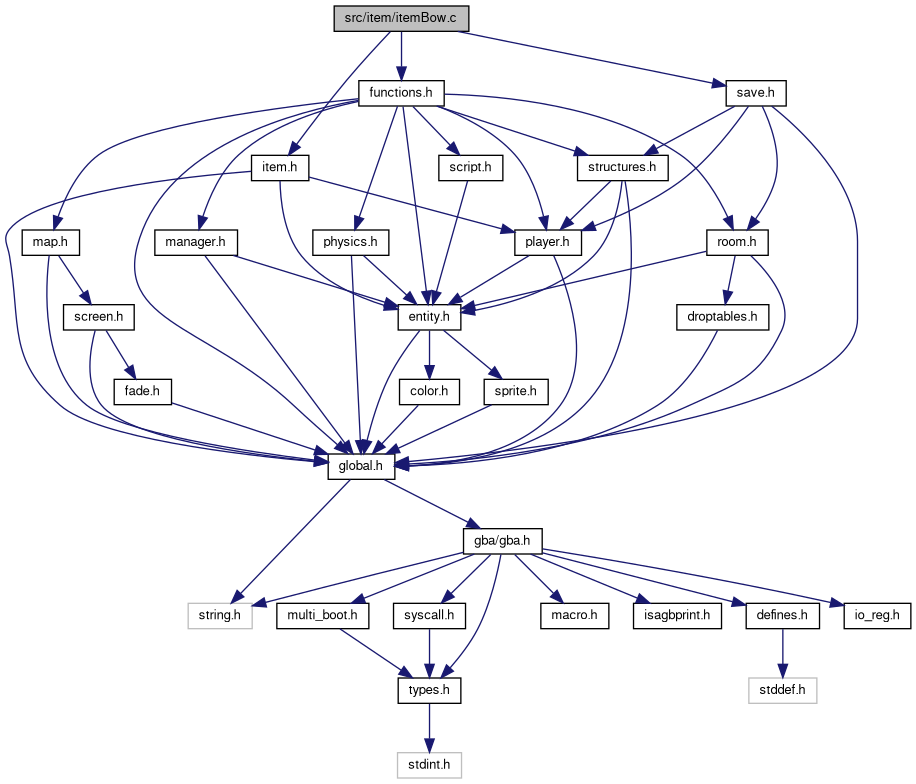 src/item/itemBow.c
functions.h
save.h
item.h
script.h
structures.h
map.h
manager.h
physics.h
player.h
room.h
screen.h
entity.h
droptables.h
fade.h
color.h
sprite.h
global.h
gba/gba.h
string.h
multi_boot.h
syscall.h
macro.h
isagbprint.h
defines.h
io_reg.h
types.h
stddef.h
stdint.h